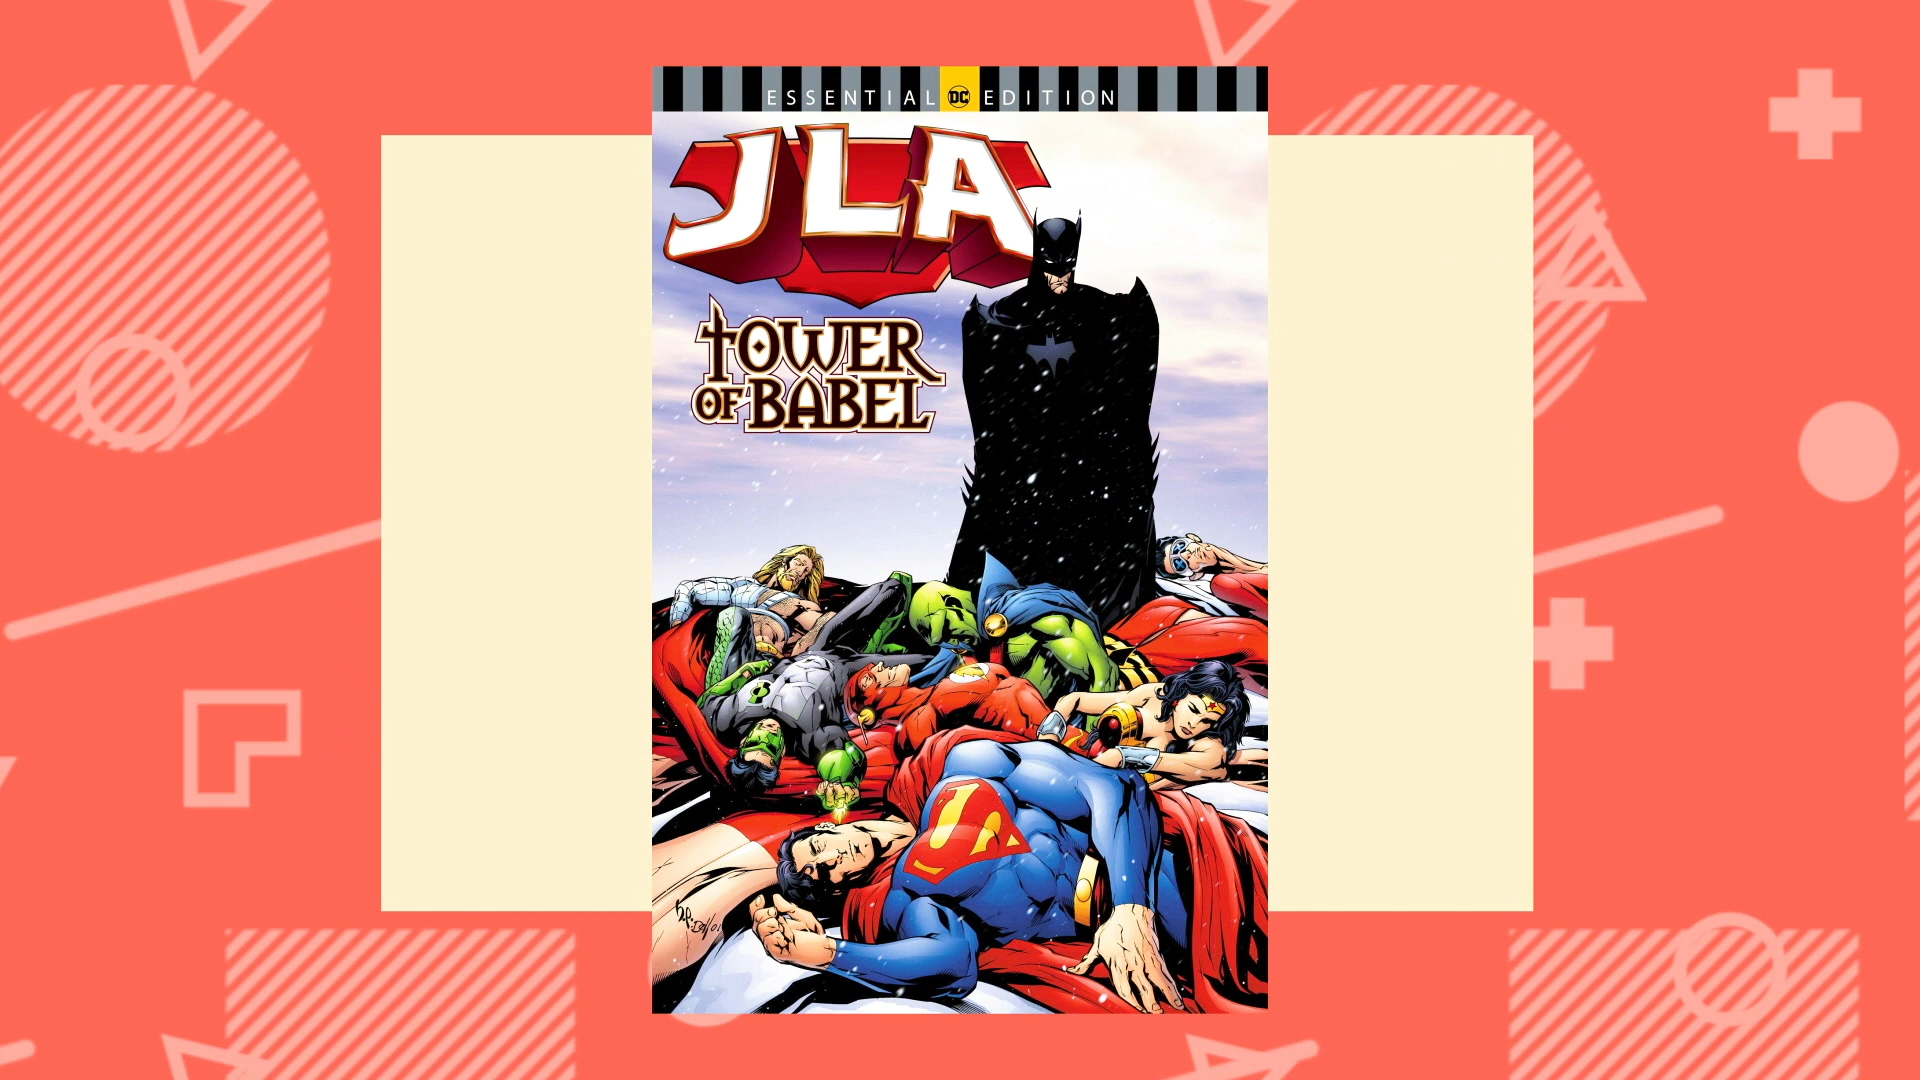 ESSENTIAL DC EDITION
JLA
TOWER
OF BABEL